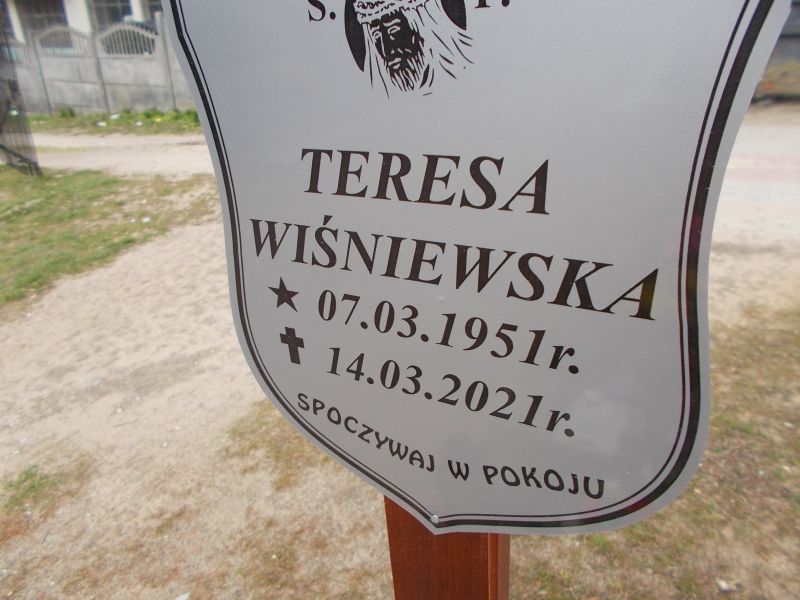 Ś. P.
TERESA
WIŚNIEWSKA
07.03.1951r.
14.03.2021r.
SPOCZYWAJ W POKOJU